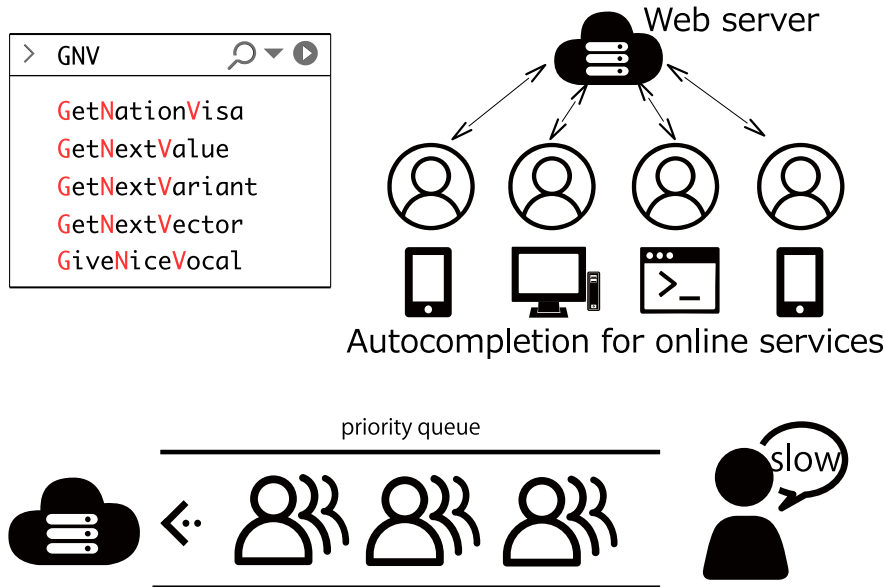 GNV
GetNationVisa
GetNextValue
GetNextVariant
GetNextVector
GiveNiceVocal
Web server
>_
Autocompletion for online services
priority queue
slow